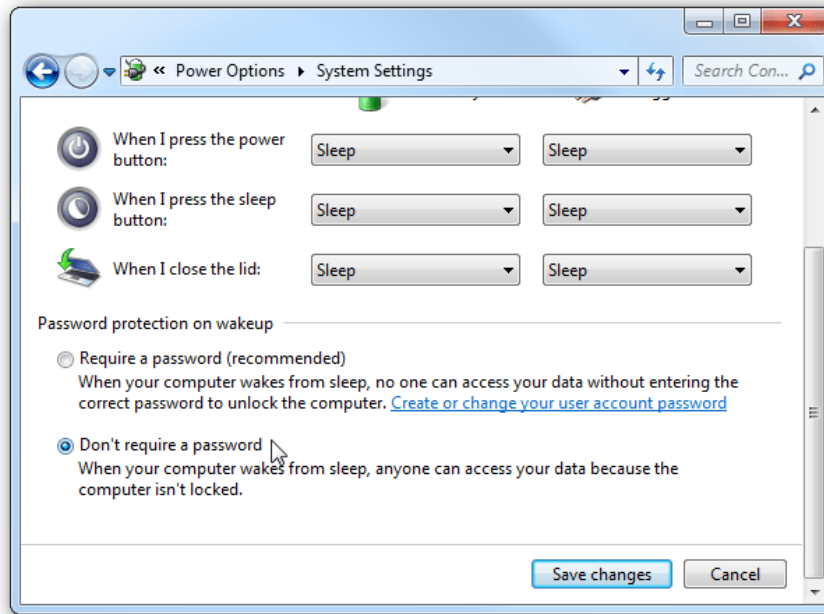 « Power Options ▸ System Settings
Search Con...
When I press the power
button:
Sleep
Sleep
When I press the sleep
button:
Sleep
Sleep
When I close the lid:
Sleep
Sleep
Password protection on wakeup
Require a password (recommended)
When your computer wakes from sleep, no one can access your data without entering the
correct password to unlock the computer. Create or change your user account password
Don't require a password
When your computer wakes from sleep, anyone can access your data because the
computer isn't locked.
Save changes
Cancel